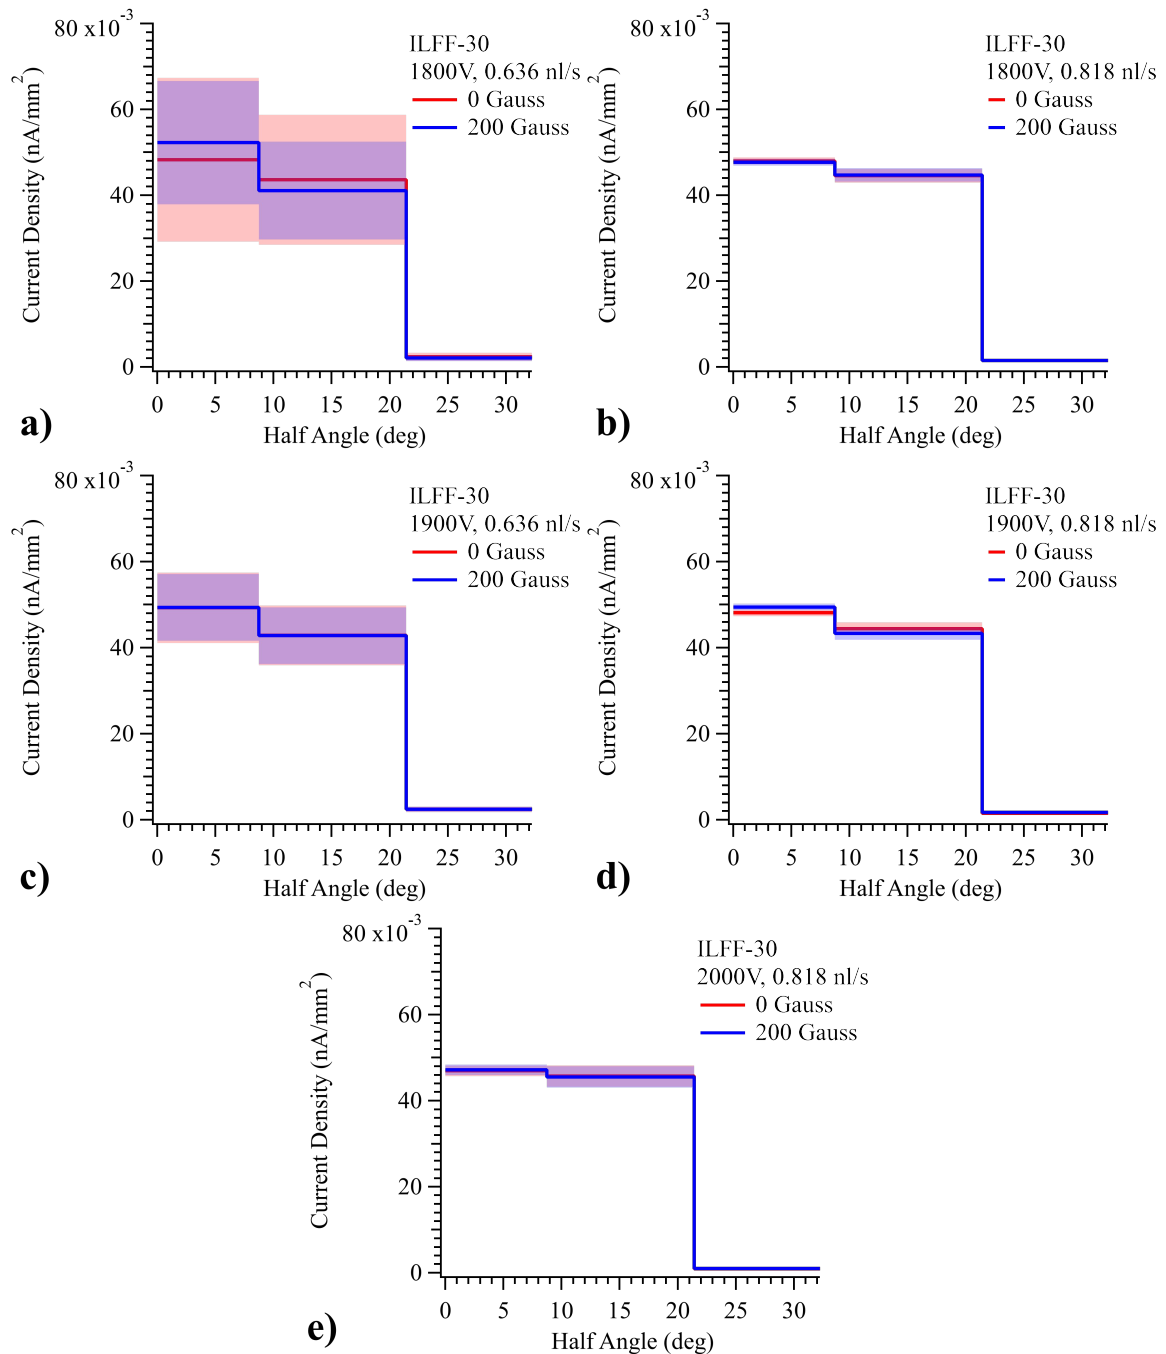 80 x10-3
60
40
20
0
Current Density (nA/mm2)
ILFF-30
1800V, 0.636 nl/s
0 Gauss
200 Gauss
0 5 10 15 20 25 30
Half Angle (deg)
a)
80 x10-3
60
40
20
0
Current Density (nA/mm2)
ILFF-30
1800V, 0.818 nl/s
0 Gauss
200 Gauss
0 5 10 15 20 25 30
Half Angle (deg)
b)
80 x10-3
60
40
20
0
Current Density (nA/mm2)
ILFF-30
1900V, 0.636 nl/s
0 Gauss
200 Gauss
0 5 10 15 20 25 30
Half Angle (deg)
c)
80 x10-3
60
40
20
0
Current Density (nA/mm2)
ILFF-30
1900V, 0.818 nl/s
0 Gauss
200 Gauss
0 5 10 15 20 25 30
Half Angle (deg)
d)
80 x10-3
60
40
20
0
Current Density (nA/mm2)
ILFF-30
2000V, 0.818 nl/s
0 Gauss
200 Gauss
0 5 10 15 20 25 30
Half Angle (deg)
e)